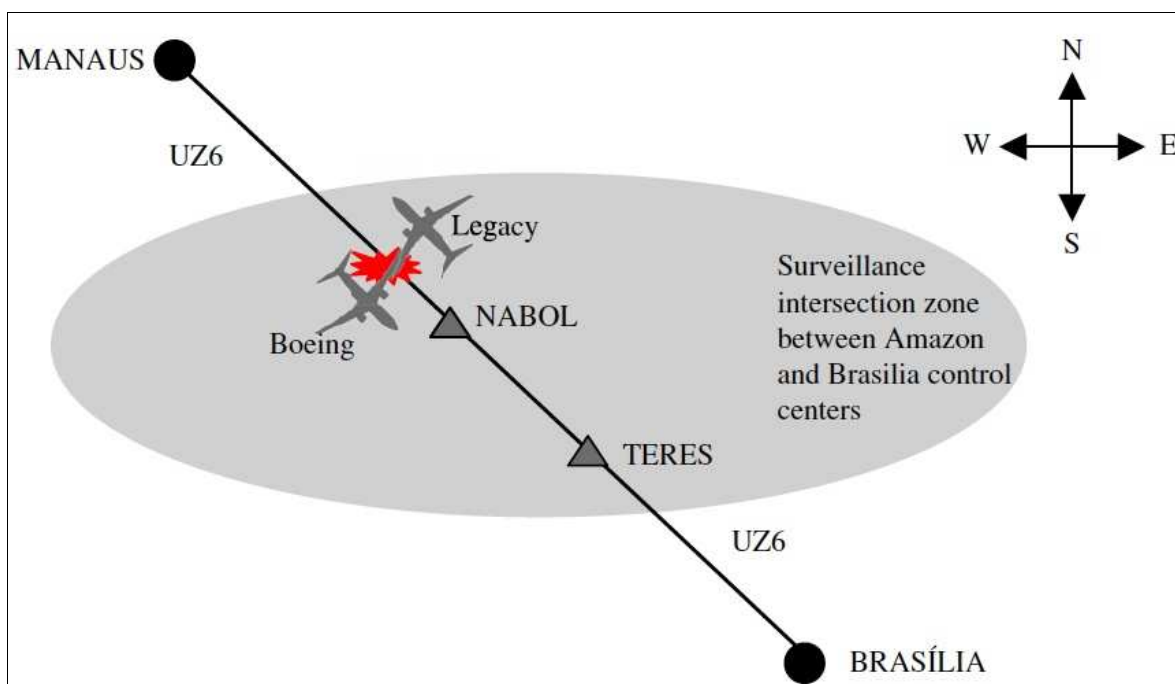 MANAUS
N
UZ6
W
E
Legacy
S
Surveillance
intersection zone
between Amazon
and Brasilia control
centers
NABOL
Boeing
TERES
UZ6
BRASÍLIA